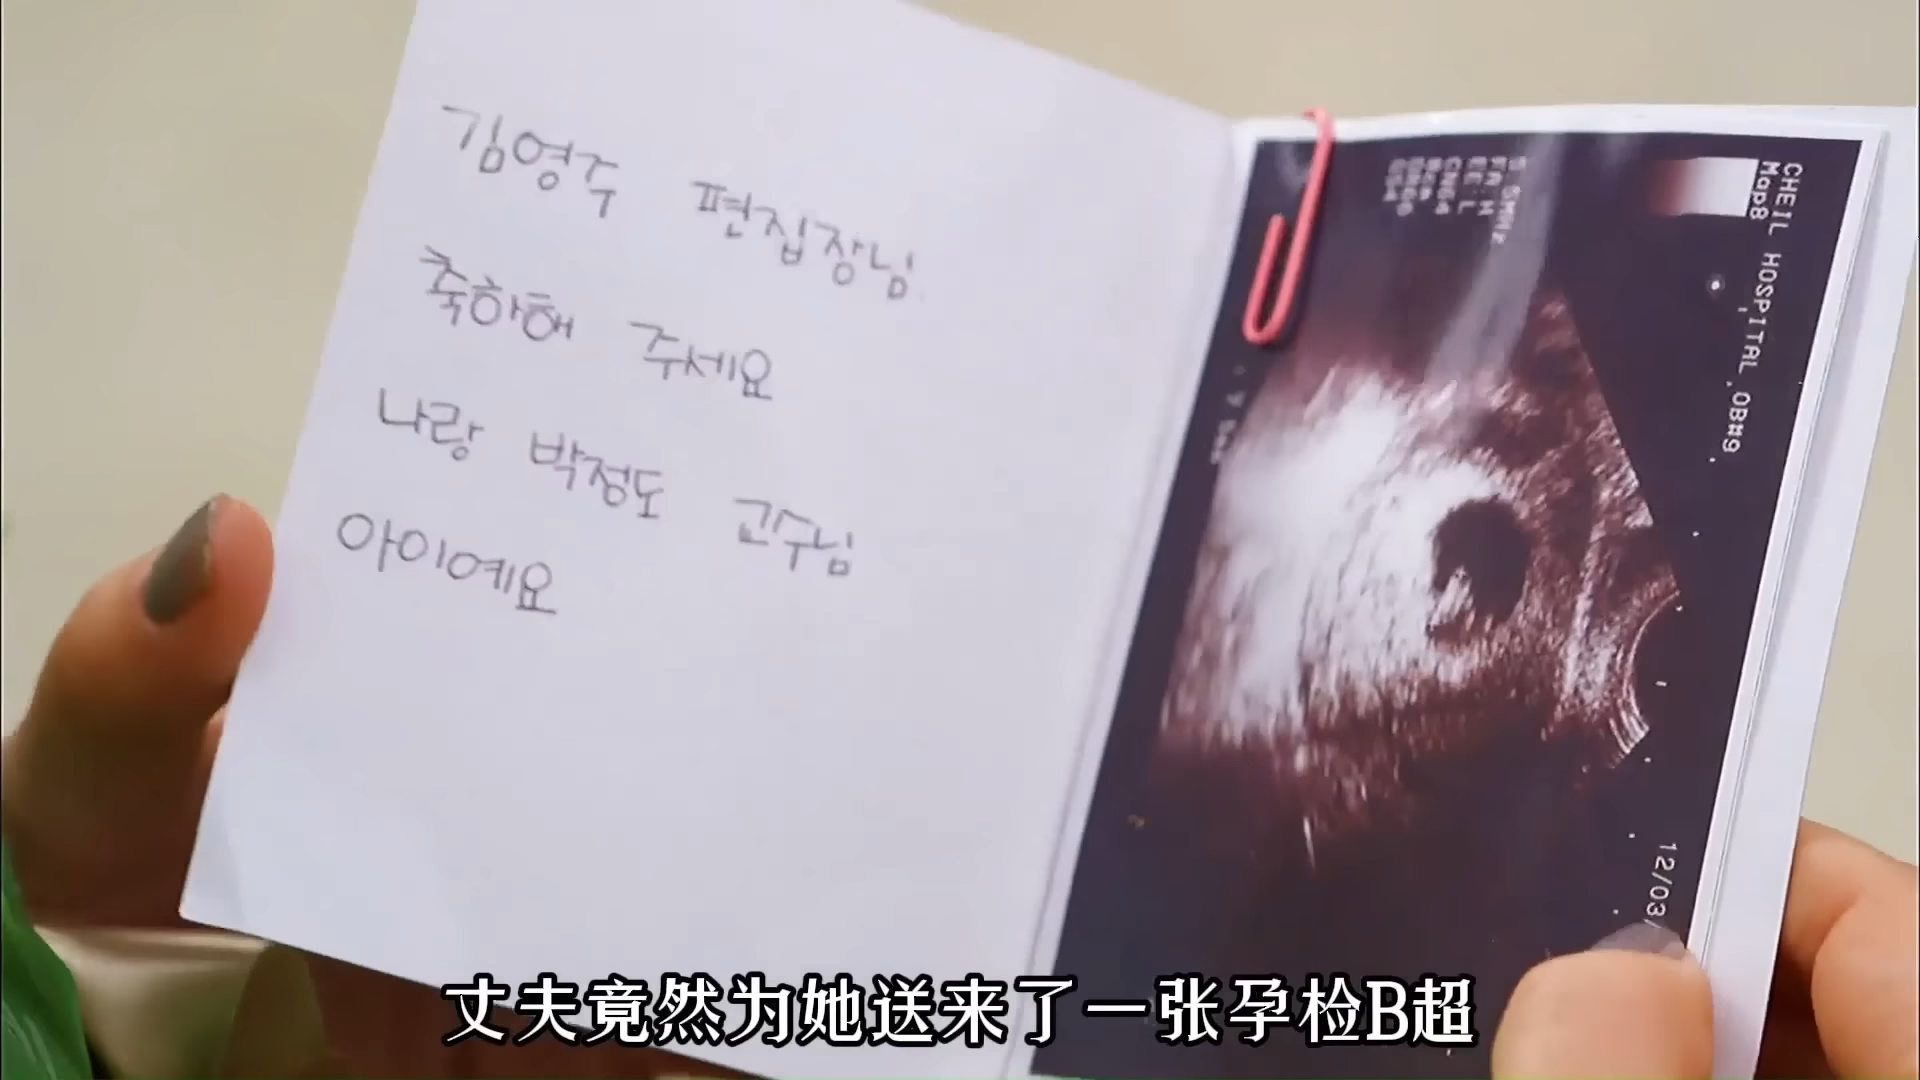 김영주 편집장님
축하해 주세요
나랑 박정도 교수님
아이예요
CHEIL HOSPITAL OB#9
Map8
12/03/
丈夫竟然为她送来了一张孕检B超